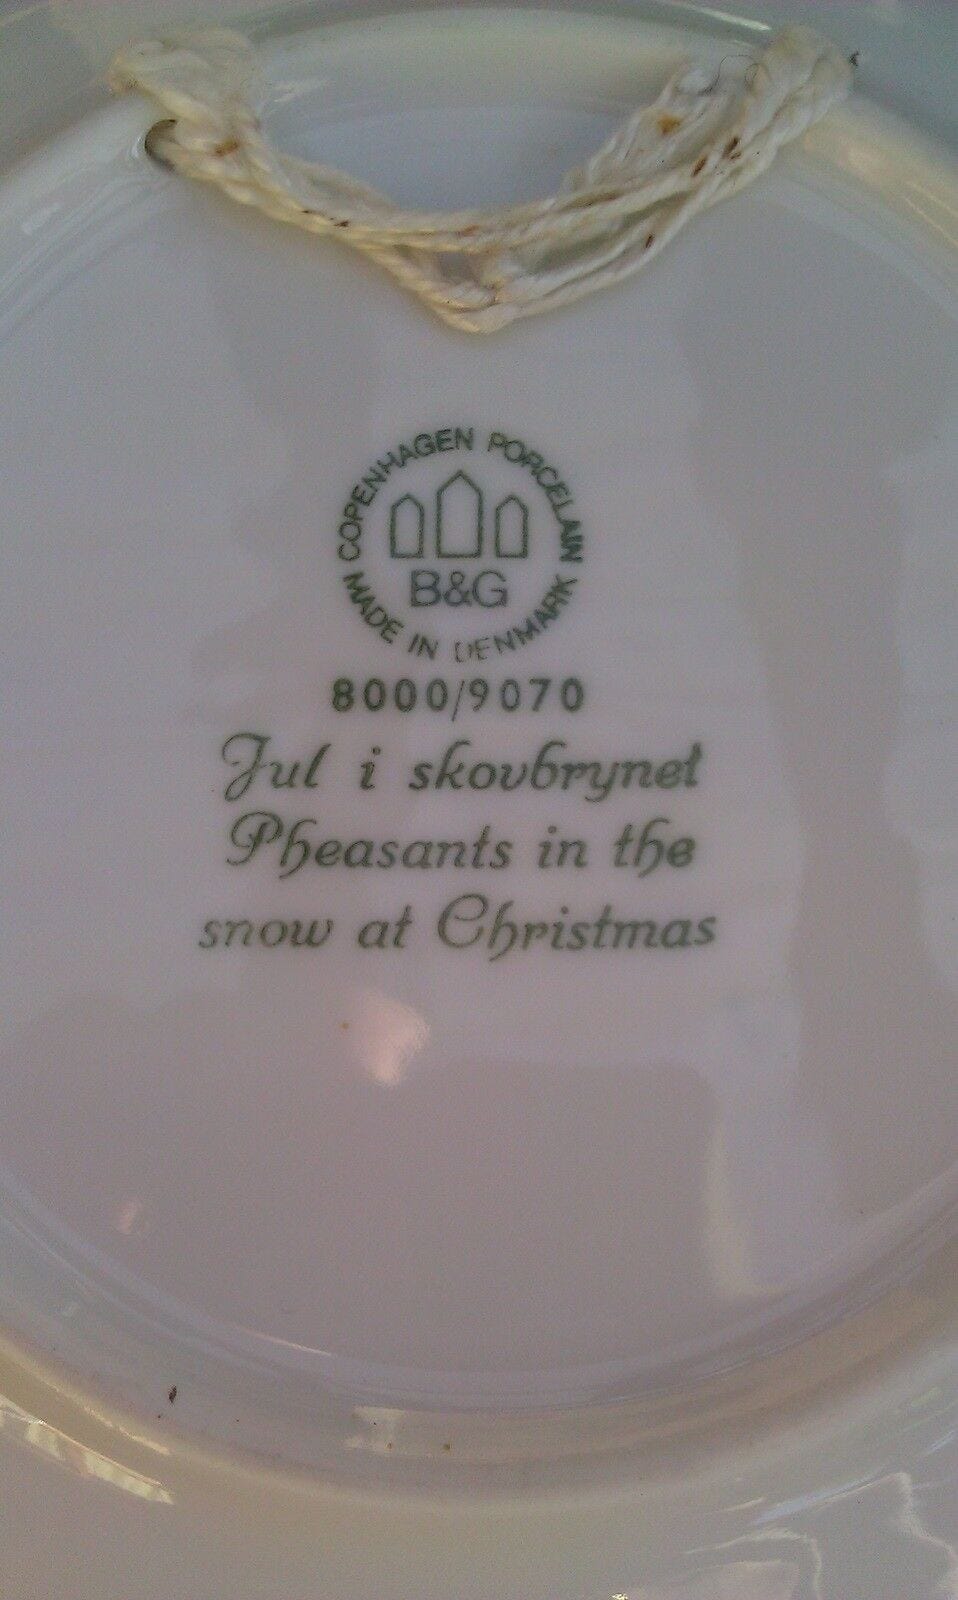 COPENHAGEN PORCELAIN
B&G
MADE IN DENMARK
8000/9070
Jul i skovbrynet
Pheasants in the
snow at Christmas